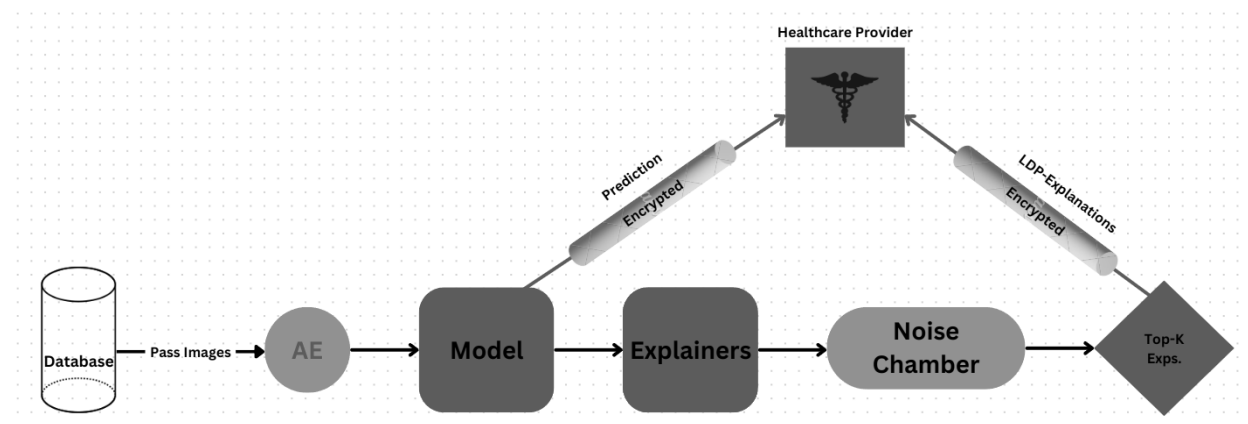 Healthcare Provider
Prediction
Encrypted
LDP-Explanations
Encrypted
Database
Pass Images
AE
Model
Explainers
Noise
Chamber
Top-K
Exps.